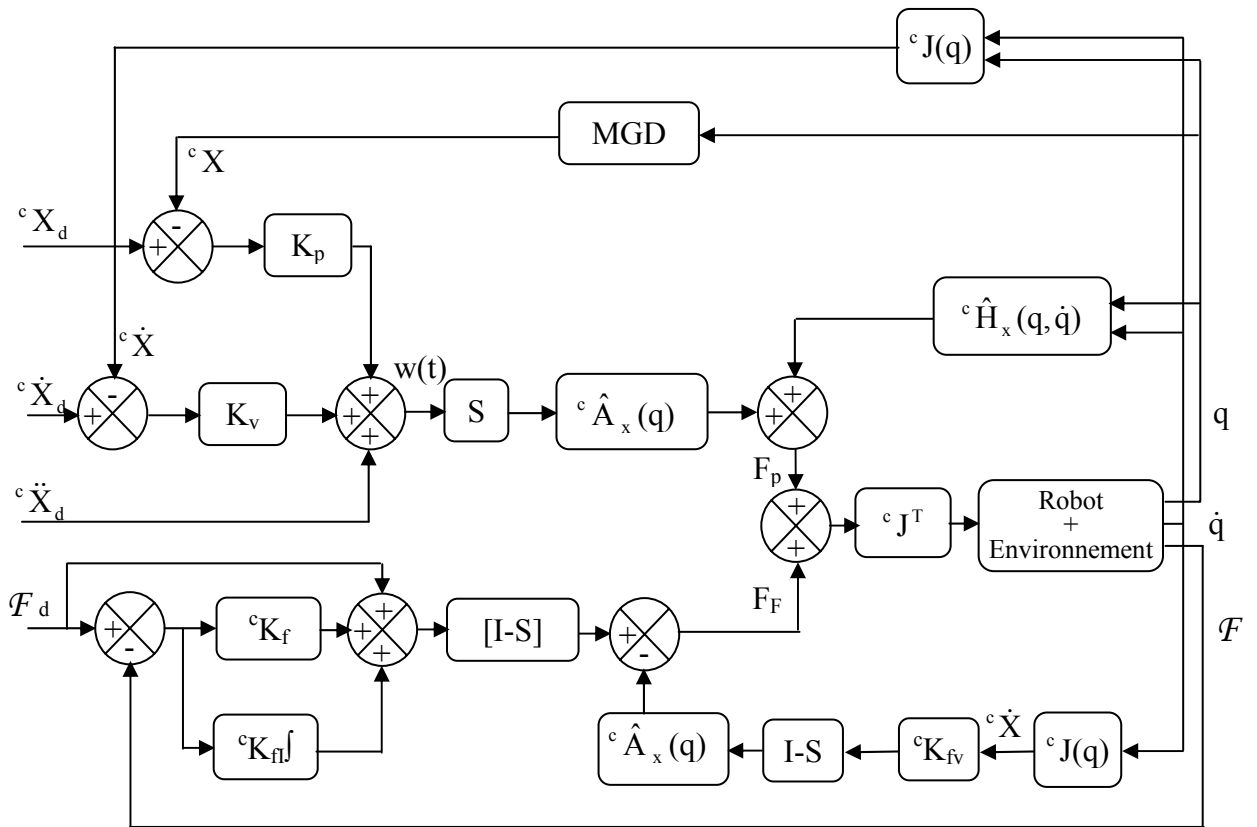 ᶜJ(q)
MGD
ᶜX
ᶜX_d
-
+
K_p
ᶜĤ_x(q,q̇)
ᶜẊ
ᶜẊ_d
-
+
K_v
+
+
+
w(t)
S
ᶜÂ_x(q)
+
+
q
F_p
ᶜẌ_d
+
+
ᶜJᵀ
Robot
+
Environnement
q̇
ℱ_d
+
-
ᶜK_f
+
+
+
[I-S]
+
-
F_F
ℱ
ᶜK_fI∫
ᶜÂ_x(q)
I-S
ᶜK_fv
ᶜẊ
ᶜJ(q)